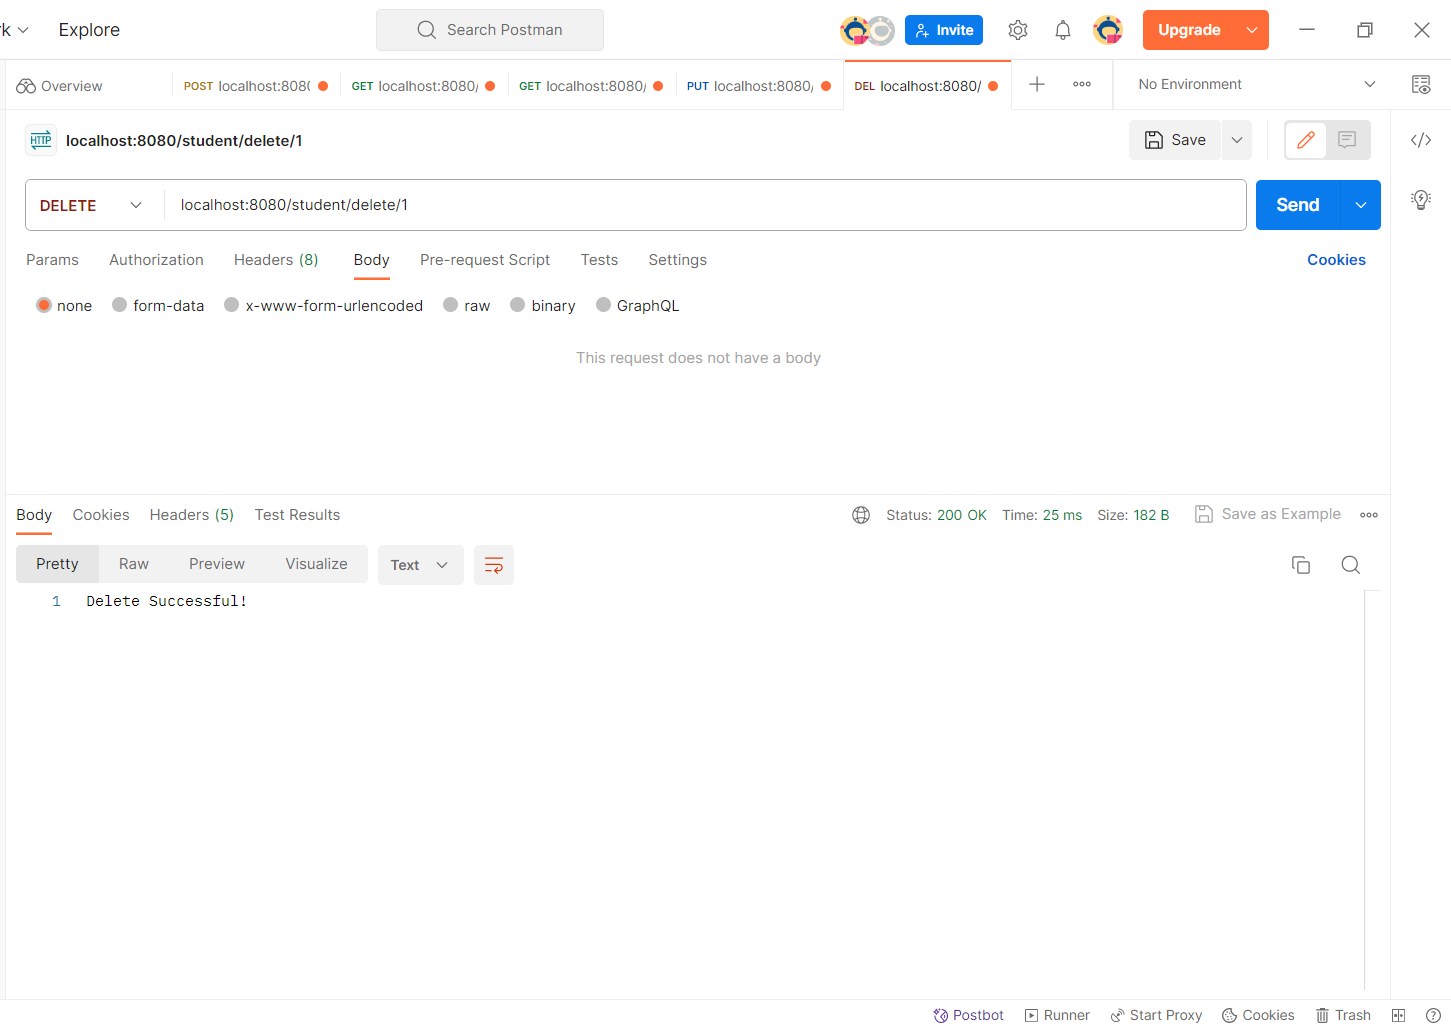 rk Explore Search Postman Invite Upgrade
Overview POST localhost:8080 GET localhost:8080/ GET localhost:8080/ PUT localhost:8080/ DEL localhost:8080/ No Environment
HTTP localhost:8080/student/delete/1 Save
DELETE localhost:8080/student/delete/1 Send
Params Authorization Headers (8) Body Pre-request Script Tests Settings Cookies
none form-data x-www-form-urlencoded raw binary GraphQL
This request does not have a body
Body Cookies Headers (5) Test Results Status: 200 OK Time: 25 ms Size: 182 B Save as Example
Pretty Raw Preview Visualize Text
1 Delete Successful!
Postbot Runner Start Proxy Cookies Trash